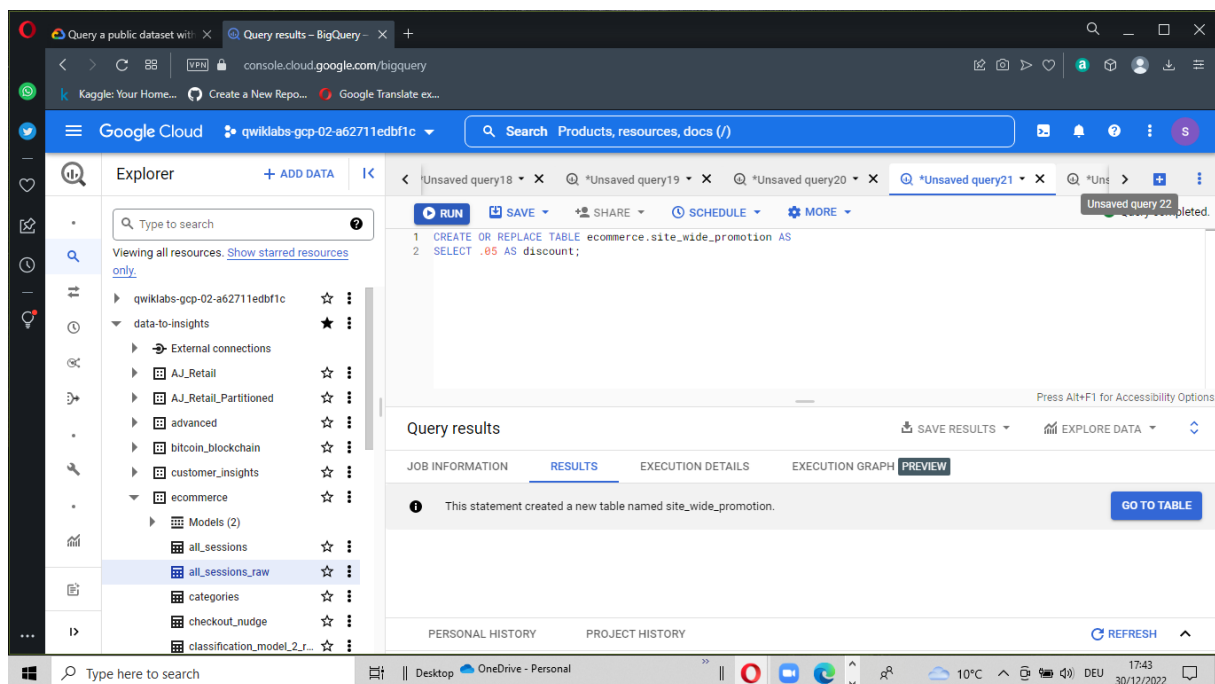 Query a public dataset with
Query results – BigQuery –
VPN
console.cloud.google.com/bigquery
Kaggle: Your Home...
Create a New Repo...
Google Translate ex...
Google Cloud
qwiklabs-gcp-02-a62711edbf1c
Search Products, resources, docs (/)
S
Explorer
+ ADD DATA
*Unsaved query18
*Unsaved query19
*Unsaved query20
*Unsaved query21
*Uns
Unsaved query 22
RUN
SAVE
SHARE
SCHEDULE
MORE
Query completed.
Type to search
Viewing all resources. Show starred resources
only.
qwiklabs-gcp-02-a62711edbf1c
data-to-insights
External connections
AJ_Retail
AJ_Retail_Partitioned
advanced
bitcoin_blockchain
customer_insights
ecommerce
Models (2)
all_sessions
all_sessions_raw
categories
checkout_nudge
classification_model_2_r...
1 CREATE OR REPLACE TABLE ecommerce.site_wide_promotion AS
2 SELECT .05 AS discount;
Press Alt+F1 for Accessibility Options
Query results
SAVE RESULTS
EXPLORE DATA
JOB INFORMATION
RESULTS
EXECUTION DETAILS
EXECUTION GRAPH PREVIEW
This statement created a new table named site_wide_promotion.
GO TO TABLE
PERSONAL HISTORY
PROJECT HISTORY
REFRESH
Type here to search
Desktop
OneDrive - Personal
10°C
DEU
17:43
30/12/2022